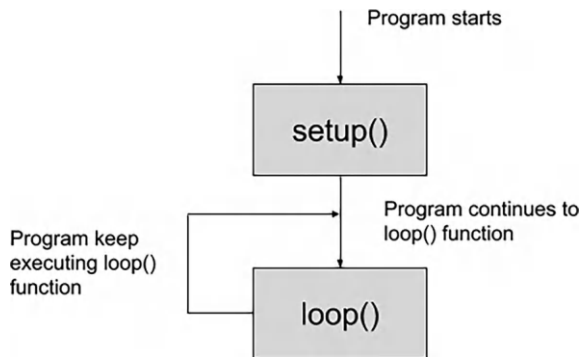 Program starts
setup()
Program continues to
loop() function
Program keep
executing loop()
function
loop()